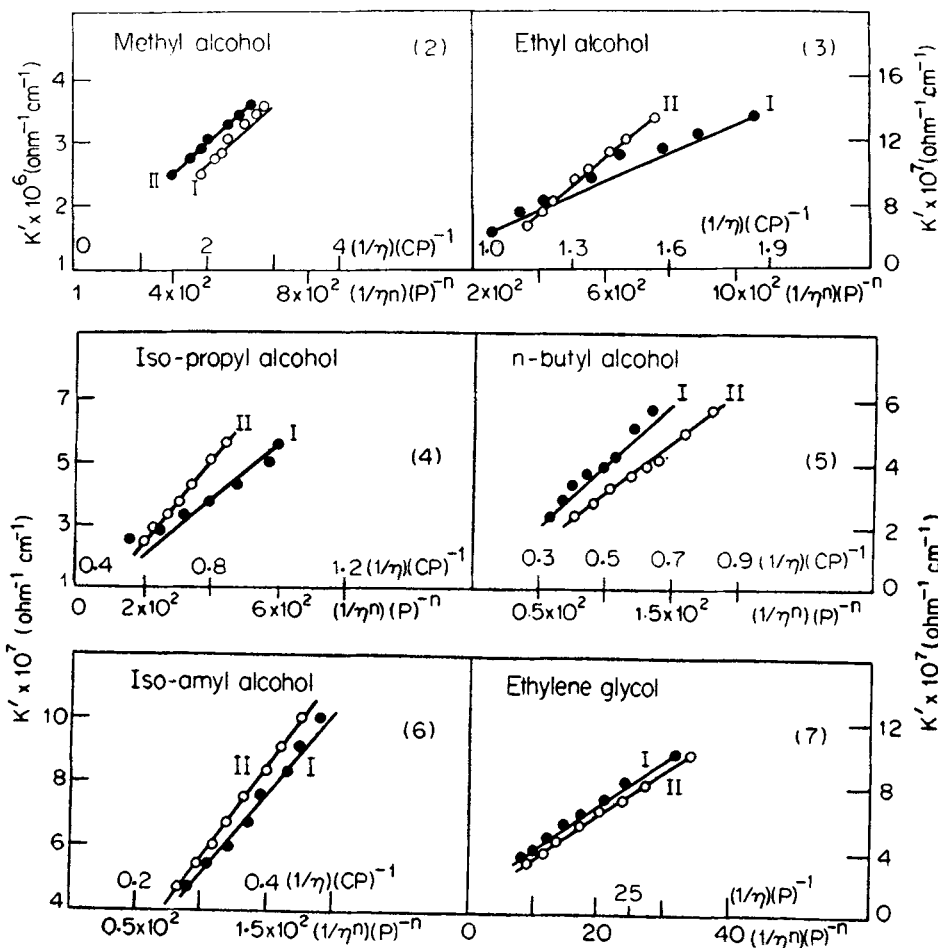 Methyl alcohol (2)
K' x 10⁶ (ohm⁻¹ cm⁻¹)
4
3
2
1
II
I
0 2 4 (1/η)(CP)⁻¹
1 4x10² 8x10² (1/ηⁿ)(P)⁻ⁿ
Ethyl alcohol (3)
II
I
16
12
8
4
0
K' x 10⁷ (ohm⁻¹ cm⁻¹)
(1/η)(CP)⁻¹
1.0 1.3 1.6 1.9
2x10² 6x10² 10x10² (1/ηⁿ)(P)⁻ⁿ
Iso-propyl alcohol
(4)
7
5
3
1
II
I
0.4 0.8 1.2 (1/η)(CP)⁻¹
0 2x10² 6x10² (1/ηⁿ)(P)⁻ⁿ
n-butyl alcohol
(5)
I
II
6
4
2
0
0.3 0.5 0.7 0.9 (1/η)(CP)⁻¹
0.5x10² 1.5x10² (1/ηⁿ)(P)⁻ⁿ
K' x 10⁷ (ohm⁻¹ cm⁻¹)
K' x 10⁷ (ohm⁻¹ cm⁻¹)
Iso-amyl alcohol
(6)
10
8
6
4
II
I
0.2 0.4 (1/η)(CP)⁻¹
0.5x10² 1.5x10² (1/ηⁿ)(P)⁻ⁿ
Ethylene glycol
(7)
I
II
12
8
4
0
25 (1/η)(P)⁻¹
0 20 40 (1/ηⁿ)(P)⁻ⁿ